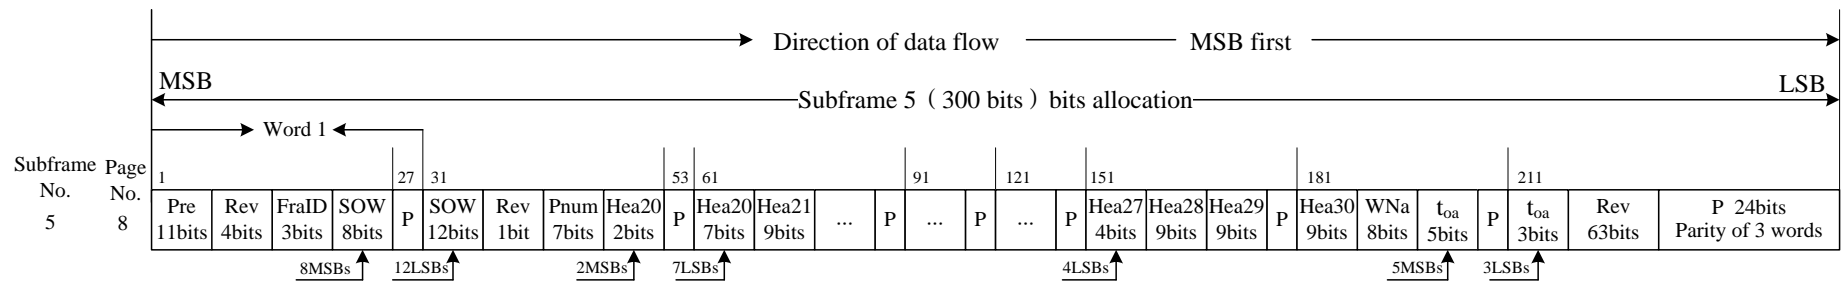 Direction of data flow MSB first
MSB LSB
Subframe 5（300 bits）bits allocation
Word 1
Subframe Page
No. No.
5 8
1 27 31 53 61 91 121 151 181 211
Pre Rev FraID SOW P SOW Rev Pnum Hea20 P Hea20 Hea21 ... P ... P ... P Hea27 Hea28 Hea29 P Hea30 WNa toa P toa Rev P 24bits
11bits 4bits 3bits 8bits 12bits 1bit 7bits 2bits 7bits 9bits 4bits 9bits 9bits 9bits 8bits 5bits 3bits 63bits Parity of 3 words
8MSBs 12LSBs 2MSBs 7LSBs 4LSBs 5MSBs 3LSBs